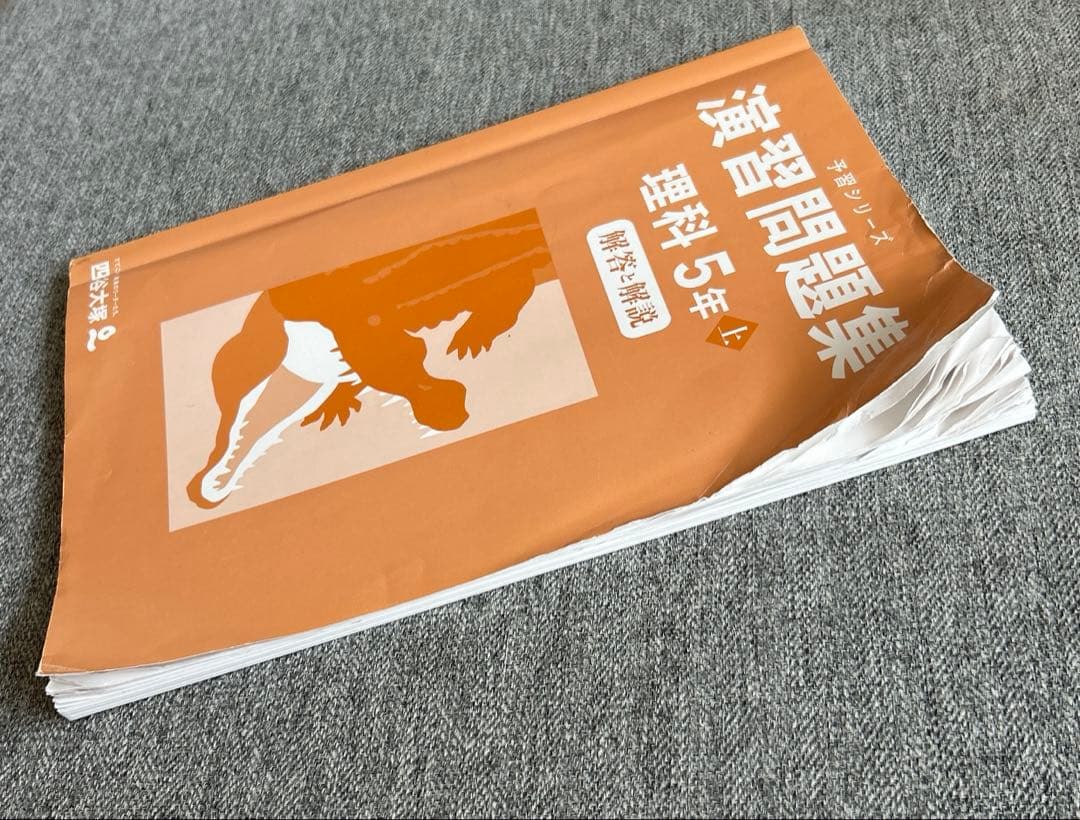 予習シリーズ
演習問題集
理科5年 上
解答と解説
四谷大塚